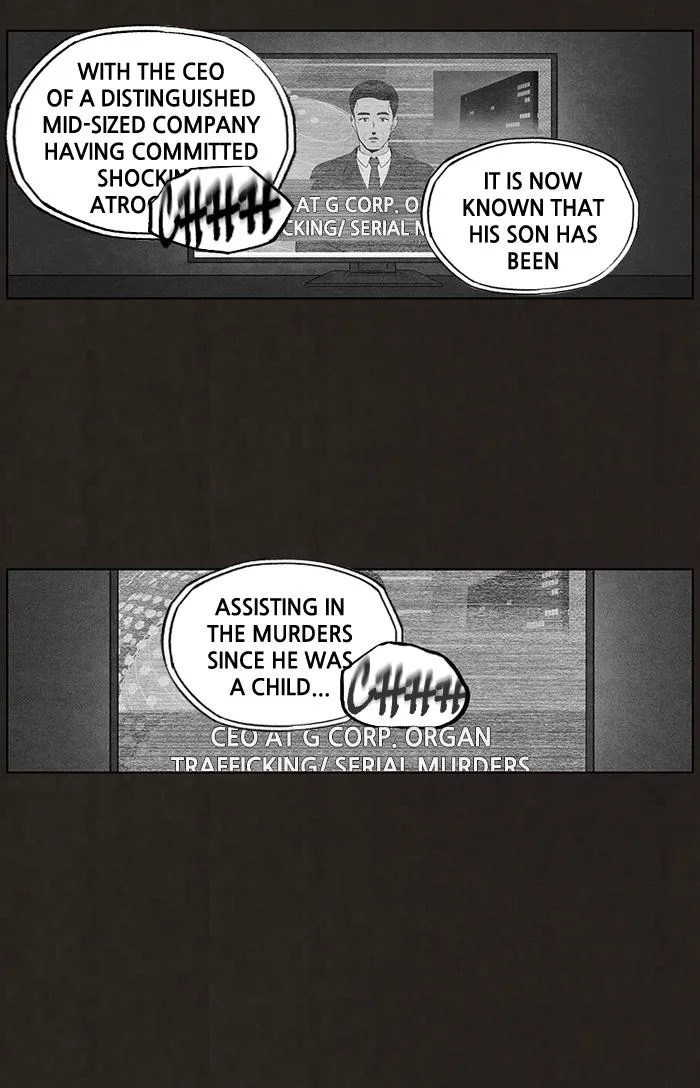 WITH THE CEO
OF A DISTINGUISHED
MID-SIZED COMPANY
HAVING COMMITTED
SHOCKIN
ATROC
CHHH
AT G CORP. O
CKING/ SERIAL M
IT IS NOW
KNOWN THAT
HIS SON HAS
BEEN
ASSISTING IN
THE MURDERS
SINCE HE WAS
A CHILD...
CHHH
CEO AT G CORP. ORGAN
TRAFFICKING/ SERIAL MURDERS